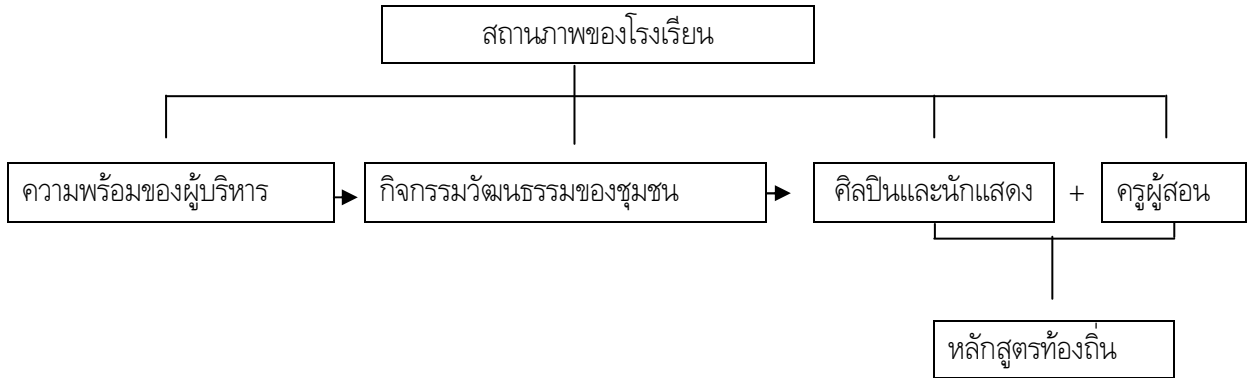 สถานภาพของโรงเรียน
ความพร้อมของผู้บริหาร
กิจกรรมวัฒนธรรมของชุมชน
ศิลปินและนักแสดง + ครูผู้สอน
หลักสูตรท้องถิ่น